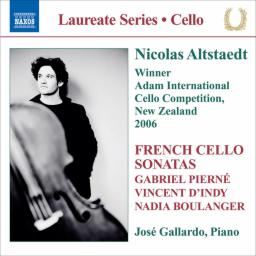 NAXOS
Laureate Series • Cello
Nicolas Altstaedt
Winner
Adam International
Cello Competition,
New Zealand
2006
FRENCH CELLO
SONATAS
GABRIEL PIERNÉ
VINCENT D'INDY
NADIA BOULANGER
José Gallardo, Piano